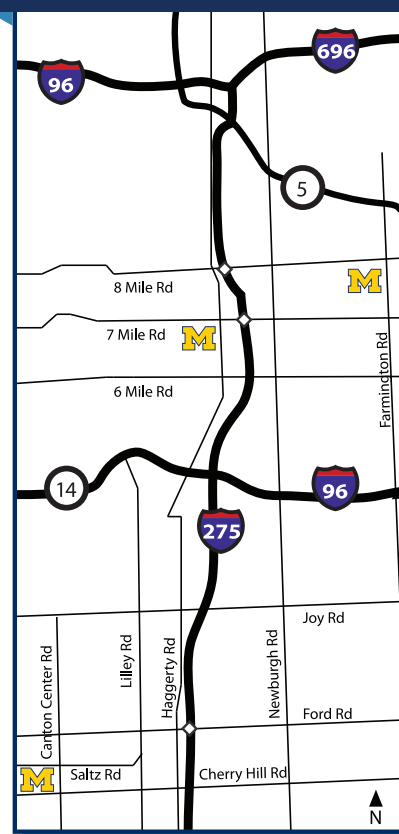 696
96
5
8 Mile Rd
M
7 Mile Rd
M
6 Mile Rd
Farmington Rd
14
96
275
Joy Rd
Canton Center Rd
Lilley Rd
Haggerty Rd
Newburgh Rd
Ford Rd
M
Saltz Rd
Cherry Hill Rd
N